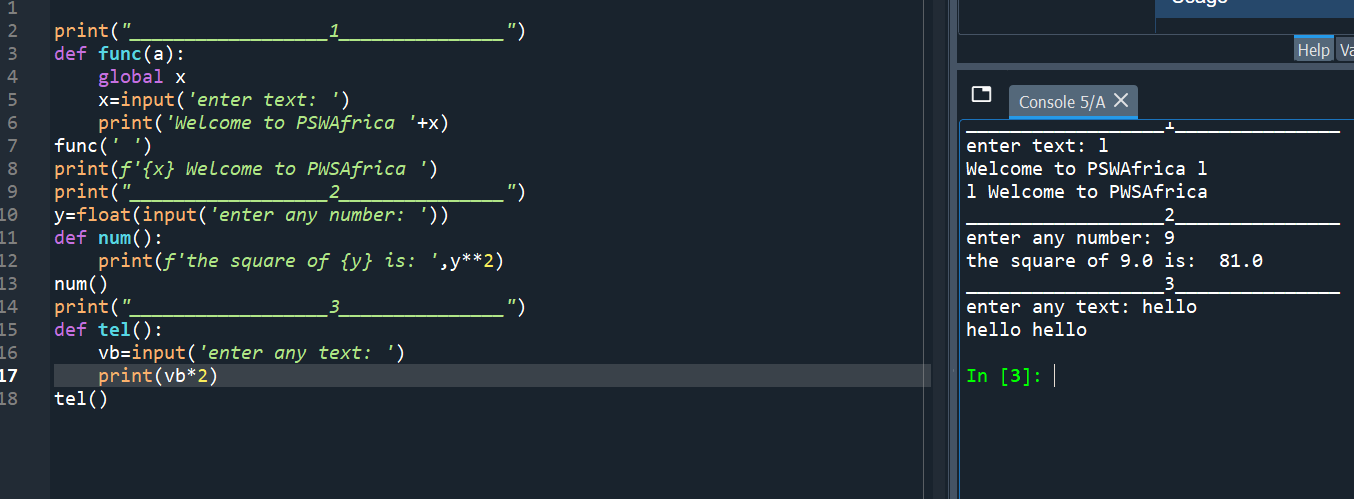 1
2 print("__________________1_______________")
3 def func(a):
4     global x
5     x=input('enter text: ')
6     print('Welcome to PSWAfrica '+x)
7 func(' ')
8 print(f'{x} Welcome to PWSAfrica ')
9 print("__________________2_______________")
10 y=float(input('enter any number: '))
11 def num():
12     print(f'the square of {y} is: ',y**2)
13 num()
14 print("__________________3_______________")
15 def tel():
16     vb=input('enter any text: ')
17     print(vb*2)
18 tel()
Usage
Help Va
Console 5/A
__________________1_______________
enter text: l
Welcome to PSWAfrica l
l Welcome to PWSAfrica
__________________2_______________
enter any number: 9
the square of 9.0 is:  81.0
__________________3_______________
enter any text: hello
hello hello
In [3]: